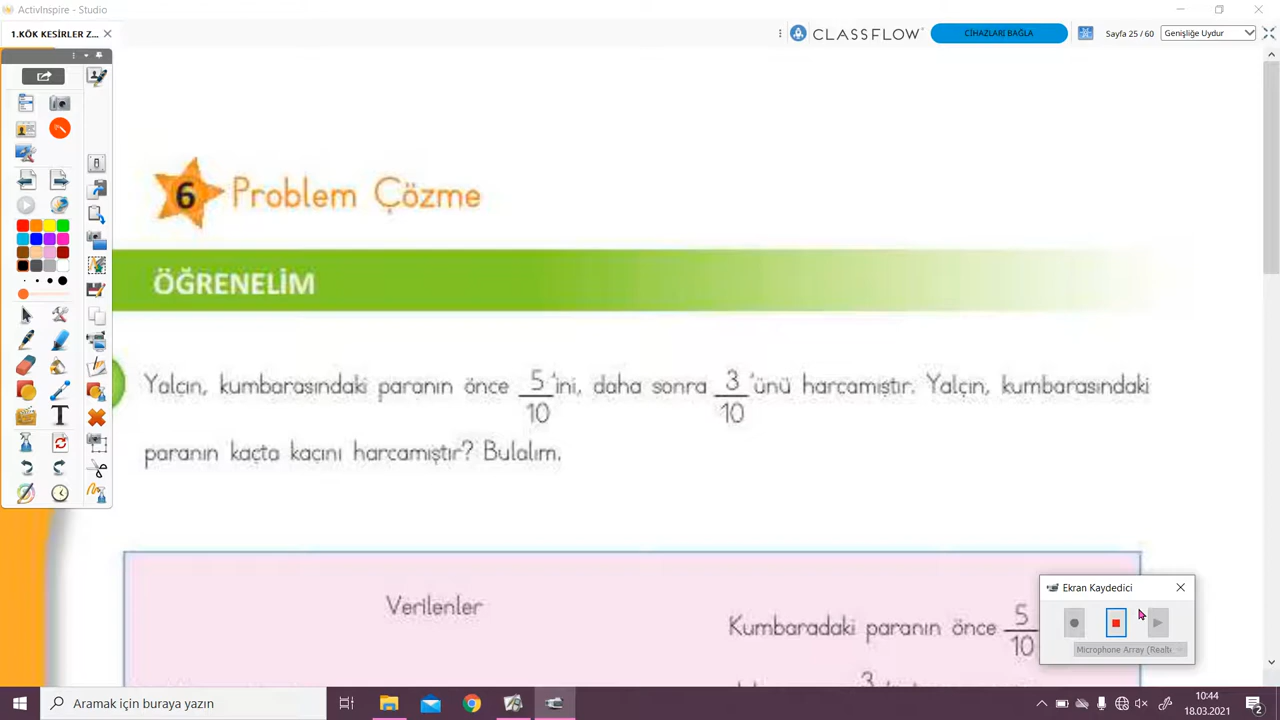 ActivInspire - Studio
1.KÖK KESİRLER Z...
CLASSFLOW
CİHAZLARI BAĞLA
Sayfa 25 / 60
Genişliğe Uydur
6 Problem Çözme
ÖĞRENELİM
Yalçın, kumbarasındaki paranın önce 5/10 'ini, daha sonra 3/10 'ünü harcamıştır. Yalçın, kumbarasındaki
paranın kaçta kaçını harcamıştır? Bulalım.
Verilenler
Kumbaradaki paranın önce 5/10
3
Ekran Kaydedici
Microphone Array (Realte
Aramak için buraya yazın
10:44
18.03.2021
2